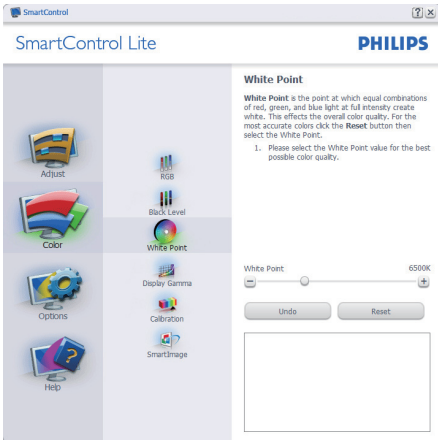 SmartControl
SmartControl Lite
PHILIPS
Adjust
Color
Options
Help
RGB
Black Level
White Point
Display Gamma
Calibration
SmartImage
White Point
White Point is the point at which equal combinations
of red, green, and blue light at full intensity create
white. This effects the overall color quality. For the
most accurate colors click the Reset button then
select the White Point.
1. Please select the White Point value for the best
possible color quality.
White Point 6500K
Undo Reset